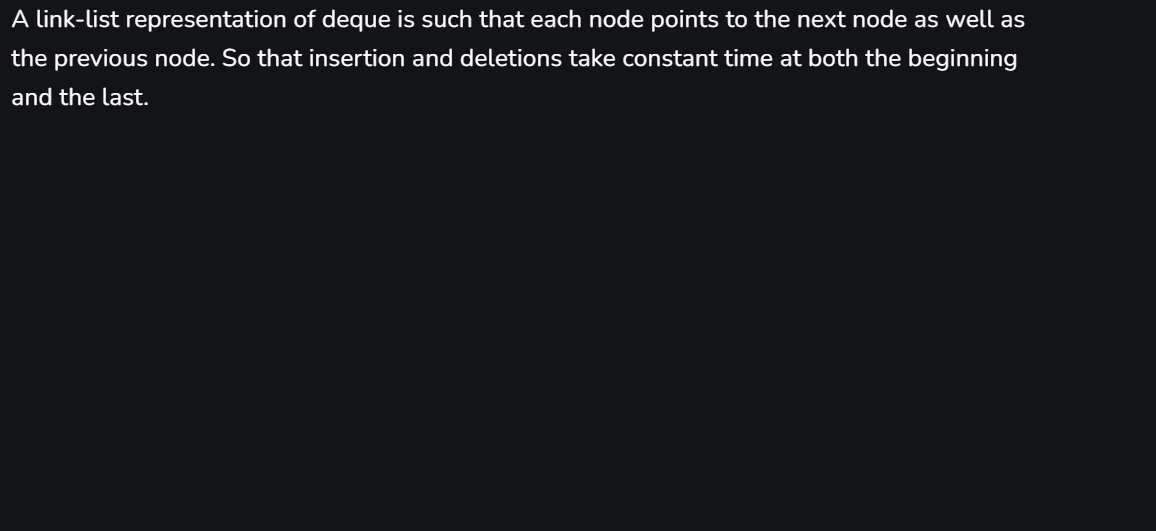 A link-list representation of deque is such that each node points to the next node as well as
the previous node. So that insertion and deletions take constant time at both the beginning
and the last.